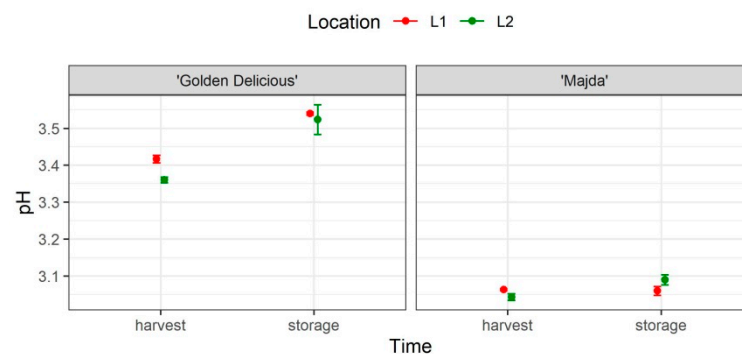 Location L1 L2
'Golden Delicious' 'Majda'
3.5
3.4
3.3
3.2
3.1
pH
harvest storage harvest storage
Time